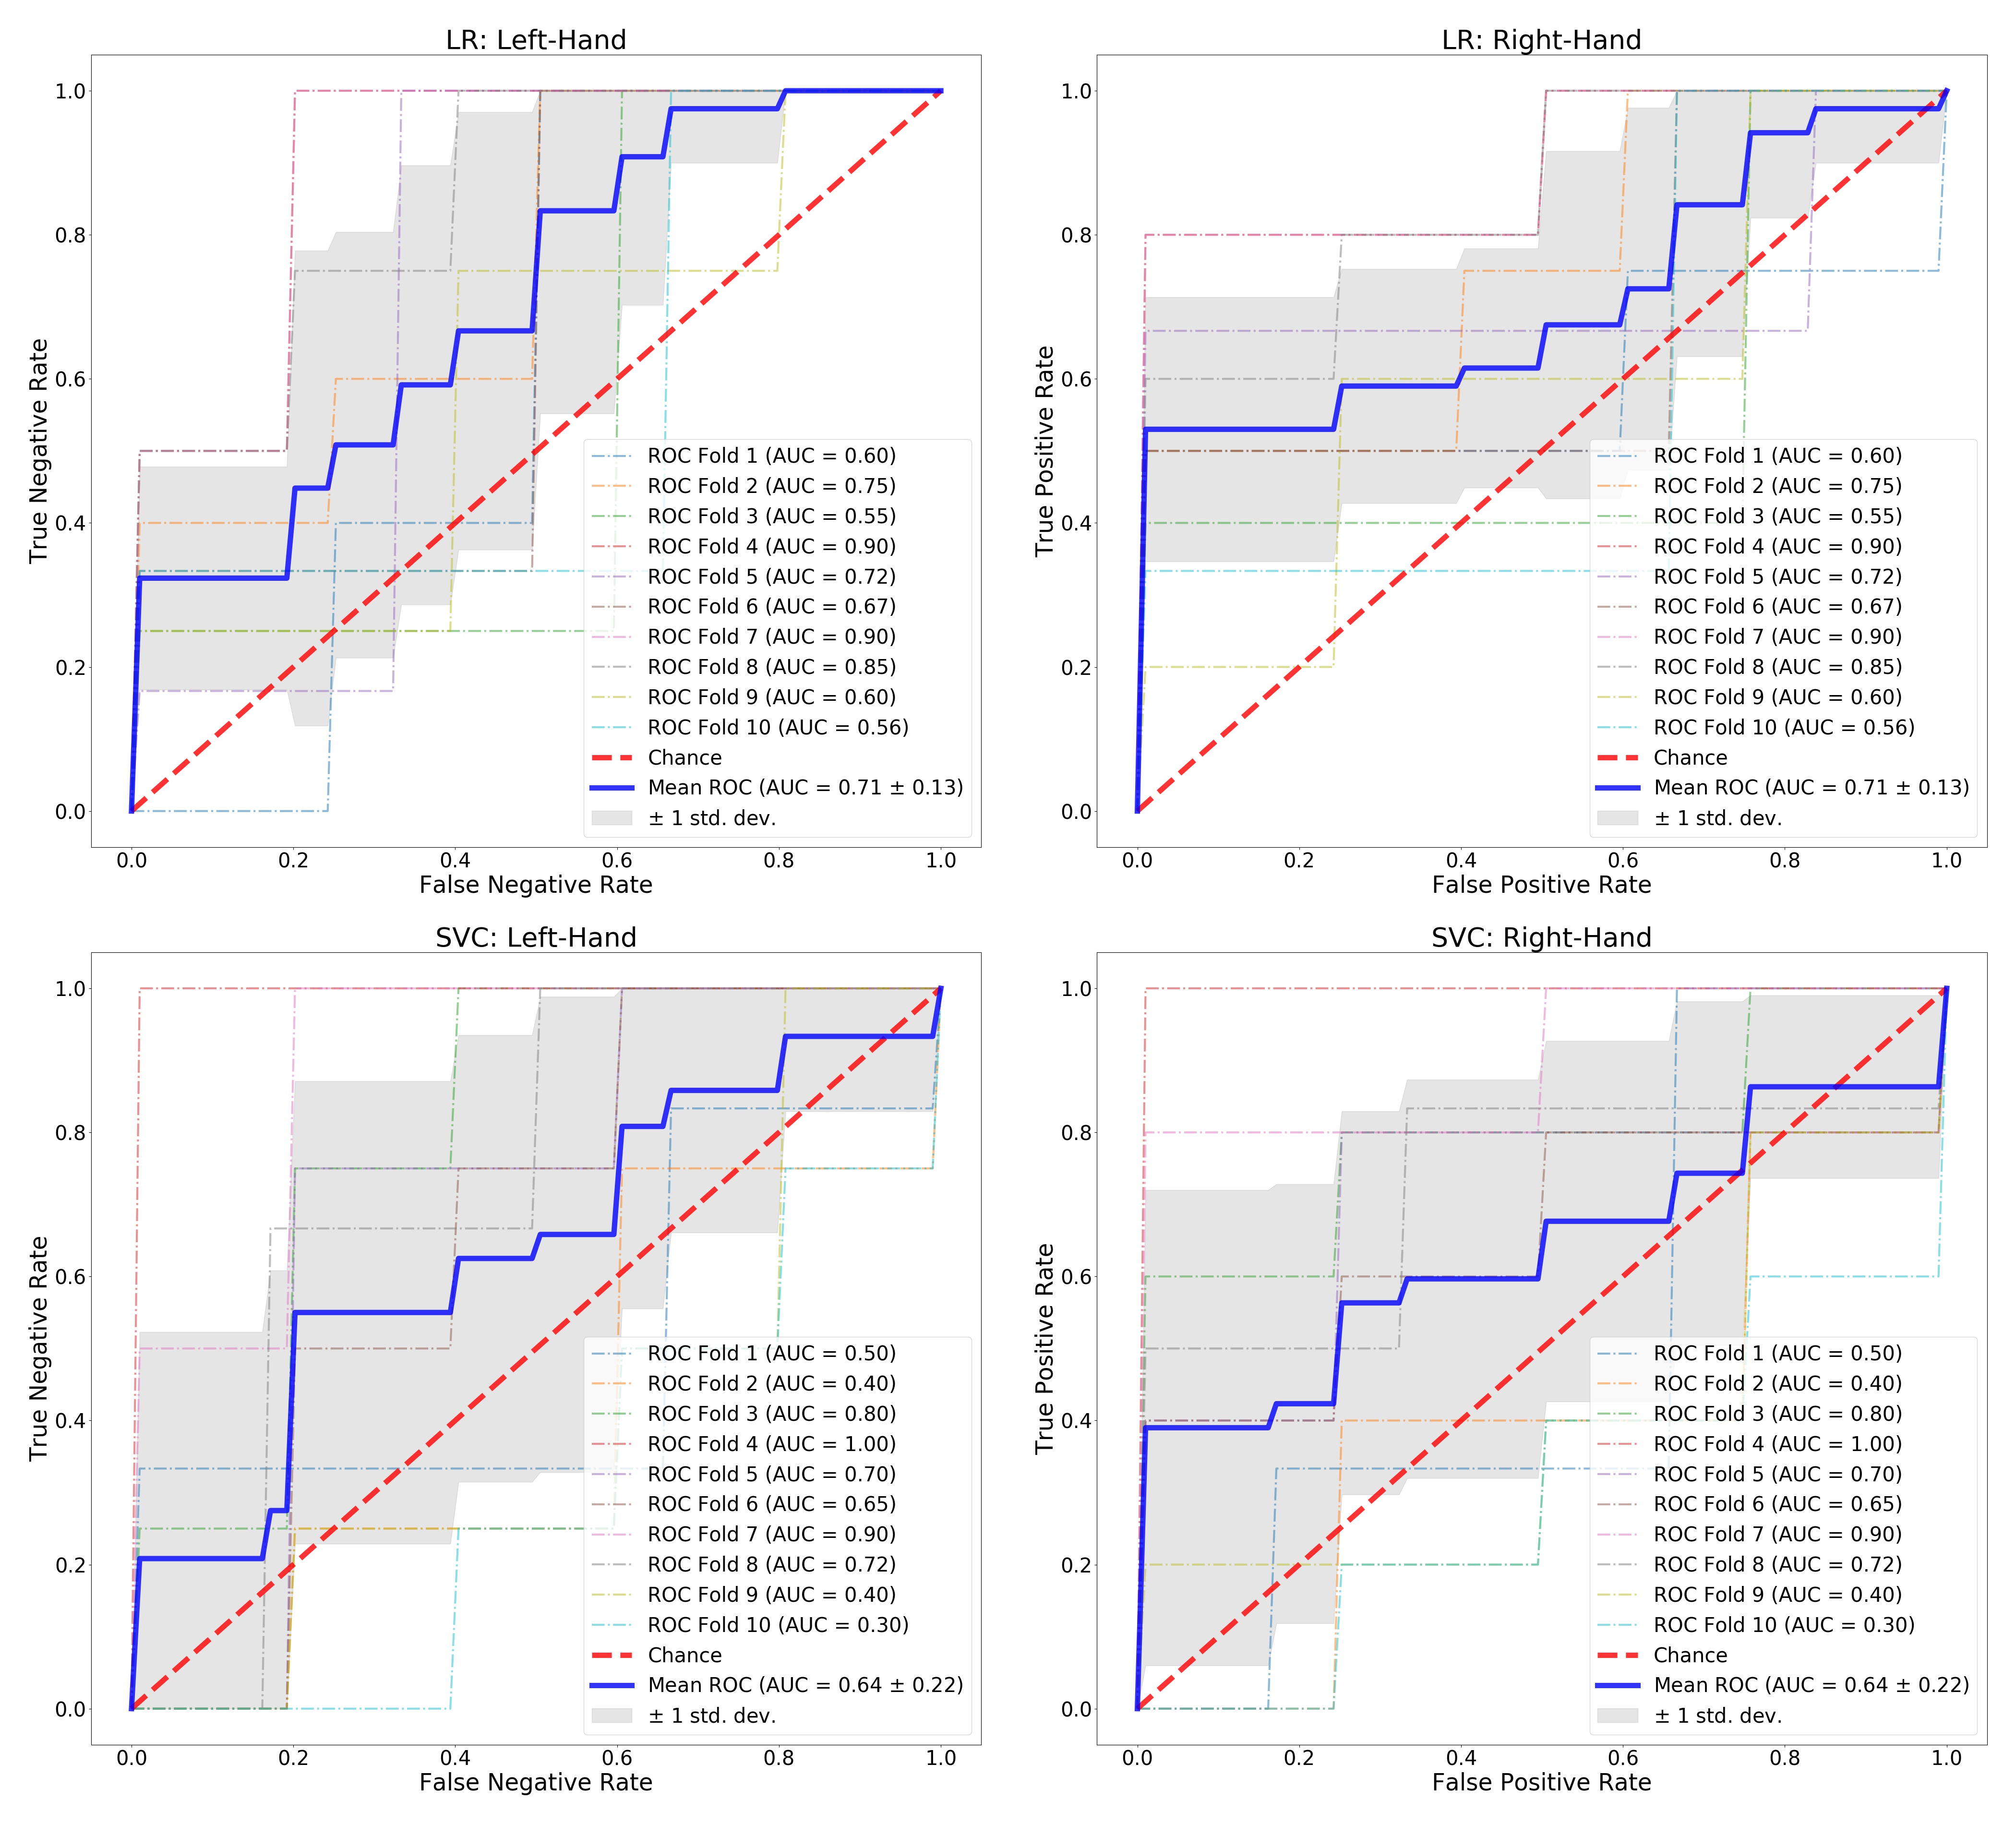 LR: Left-Hand
1.0
0.8
0.6
0.4
0.2
0.0
True Negative Rate
ROC Fold 1 (AUC = 0.60)
ROC Fold 2 (AUC = 0.75)
ROC Fold 3 (AUC = 0.55)
ROC Fold 4 (AUC = 0.90)
ROC Fold 5 (AUC = 0.72)
ROC Fold 6 (AUC = 0.67)
ROC Fold 7 (AUC = 0.90)
ROC Fold 8 (AUC = 0.85)
ROC Fold 9 (AUC = 0.60)
ROC Fold 10 (AUC = 0.56)
Chance
Mean ROC (AUC = 0.71 ± 0.13)
± 1 std. dev.
0.0 0.2 0.4 0.6 0.8 1.0
False Negative Rate
LR: Right-Hand
1.0
0.8
0.6
0.4
0.2
0.0
True Positive Rate
ROC Fold 1 (AUC = 0.60)
ROC Fold 2 (AUC = 0.75)
ROC Fold 3 (AUC = 0.55)
ROC Fold 4 (AUC = 0.90)
ROC Fold 5 (AUC = 0.72)
ROC Fold 6 (AUC = 0.67)
ROC Fold 7 (AUC = 0.90)
ROC Fold 8 (AUC = 0.85)
ROC Fold 9 (AUC = 0.60)
ROC Fold 10 (AUC = 0.56)
Chance
Mean ROC (AUC = 0.71 ± 0.13)
± 1 std. dev.
0.0 0.2 0.4 0.6 0.8 1.0
False Positive Rate
SVC: Left-Hand
1.0
0.8
0.6
0.4
0.2
0.0
True Negative Rate
ROC Fold 1 (AUC = 0.50)
ROC Fold 2 (AUC = 0.40)
ROC Fold 3 (AUC = 0.80)
ROC Fold 4 (AUC = 1.00)
ROC Fold 5 (AUC = 0.70)
ROC Fold 6 (AUC = 0.65)
ROC Fold 7 (AUC = 0.90)
ROC Fold 8 (AUC = 0.72)
ROC Fold 9 (AUC = 0.40)
ROC Fold 10 (AUC = 0.30)
Chance
Mean ROC (AUC = 0.64 ± 0.22)
± 1 std. dev.
0.0 0.2 0.4 0.6 0.8 1.0
False Negative Rate
SVC: Right-Hand
1.0
0.8
0.6
0.4
0.2
0.0
True Positive Rate
ROC Fold 1 (AUC = 0.50)
ROC Fold 2 (AUC = 0.40)
ROC Fold 3 (AUC = 0.80)
ROC Fold 4 (AUC = 1.00)
ROC Fold 5 (AUC = 0.70)
ROC Fold 6 (AUC = 0.65)
ROC Fold 7 (AUC = 0.90)
ROC Fold 8 (AUC = 0.72)
ROC Fold 9 (AUC = 0.40)
ROC Fold 10 (AUC = 0.30)
Chance
Mean ROC (AUC = 0.64 ± 0.22)
± 1 std. dev.
0.0 0.2 0.4 0.6 0.8 1.0
False Positive Rate